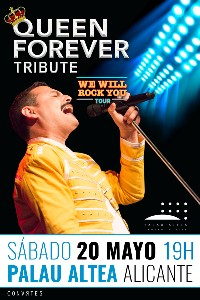 QUEEN
FOREVER
TRIBUTE
WE WILL
ROCK YOU
TOUR
SÁBADO 20 MAYO 19H
PALAU ALTEA ALICANTE